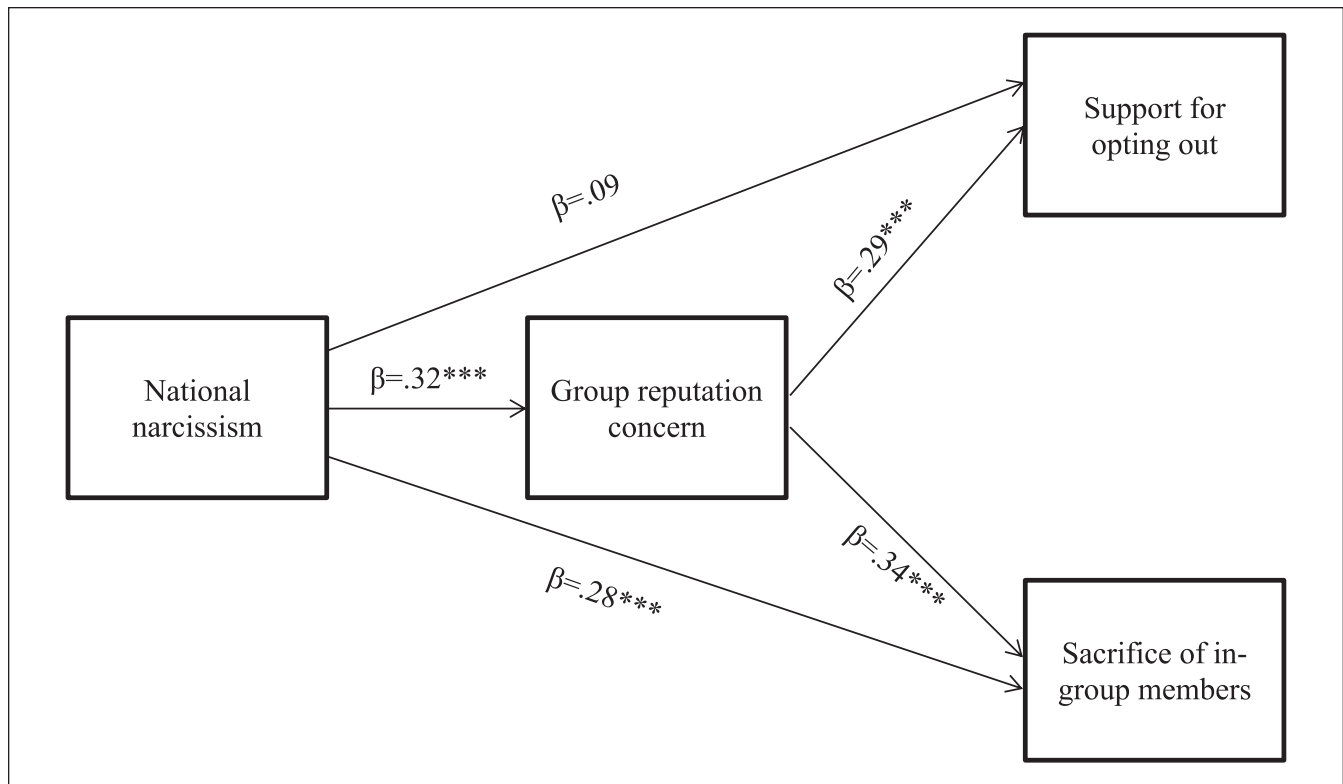 Support for
opting out
β=.09
β=.29***
National
narcissism
β=.32***
Group reputation
concern
β=.28***
β=.34***
Sacrifice of in-
group members